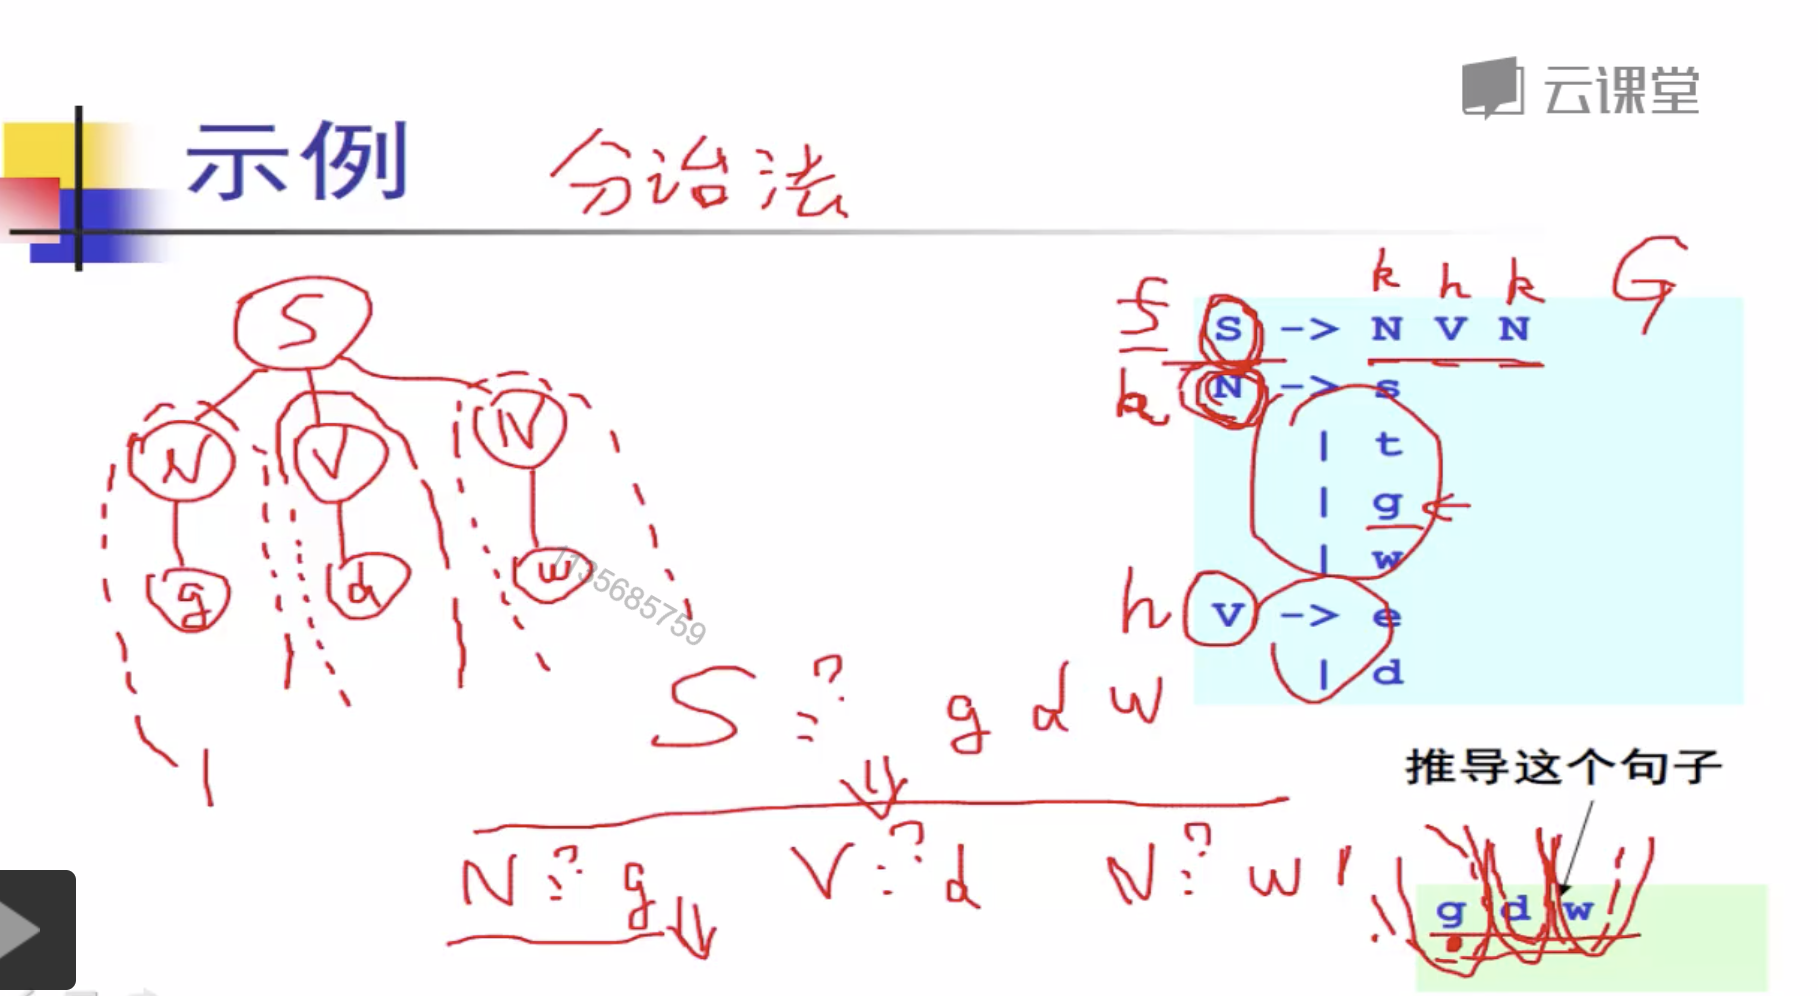 云课堂
示例 分治法
k h k G
f S -> N V N
k N -> s
| t
| g
| w
h V -> e
| d
S
N V N
g d w
/135685759
S =? g d w
N =? g V =? d N =? w
推导这个句子
g d w